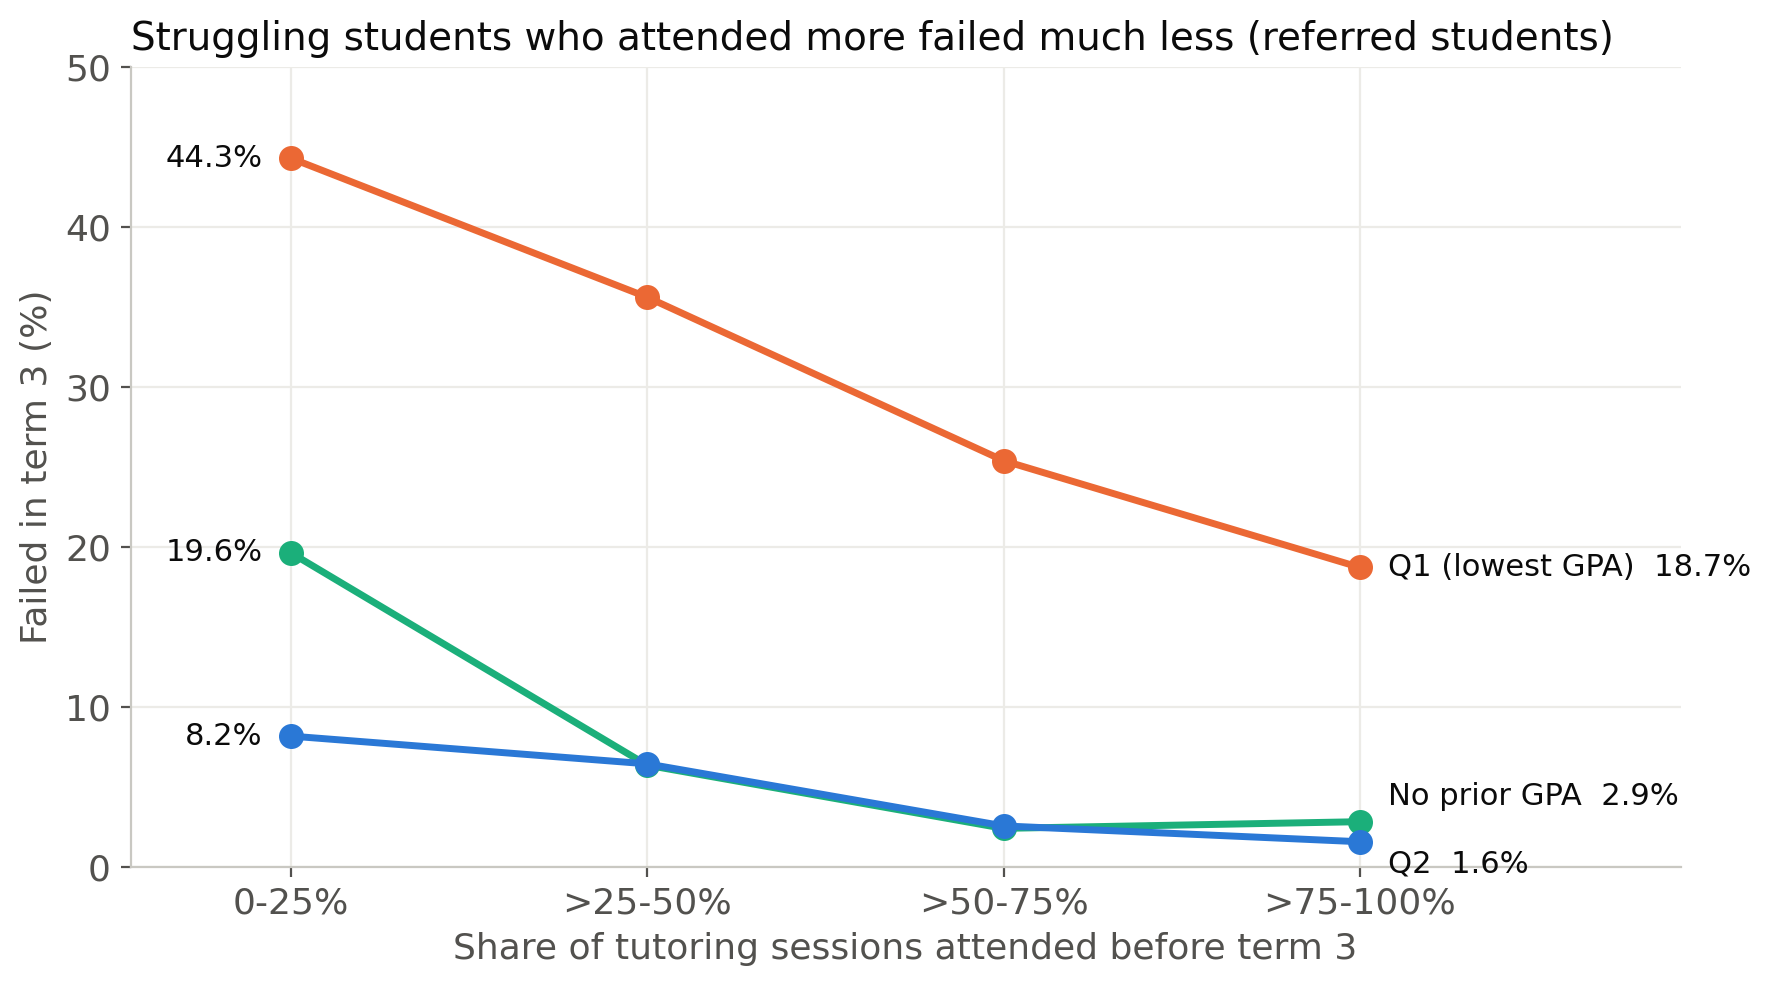 Struggling students who attended more failed much less (referred students)
Failed in term 3 (%)
50
40
30
20
10
0
44.3%
19.6%
8.2%
Q1 (lowest GPA)  18.7%
No prior GPA  2.9%
Q2  1.6%
0-25%
>25-50%
>50-75%
>75-100%
Share of tutoring sessions attended before term 3